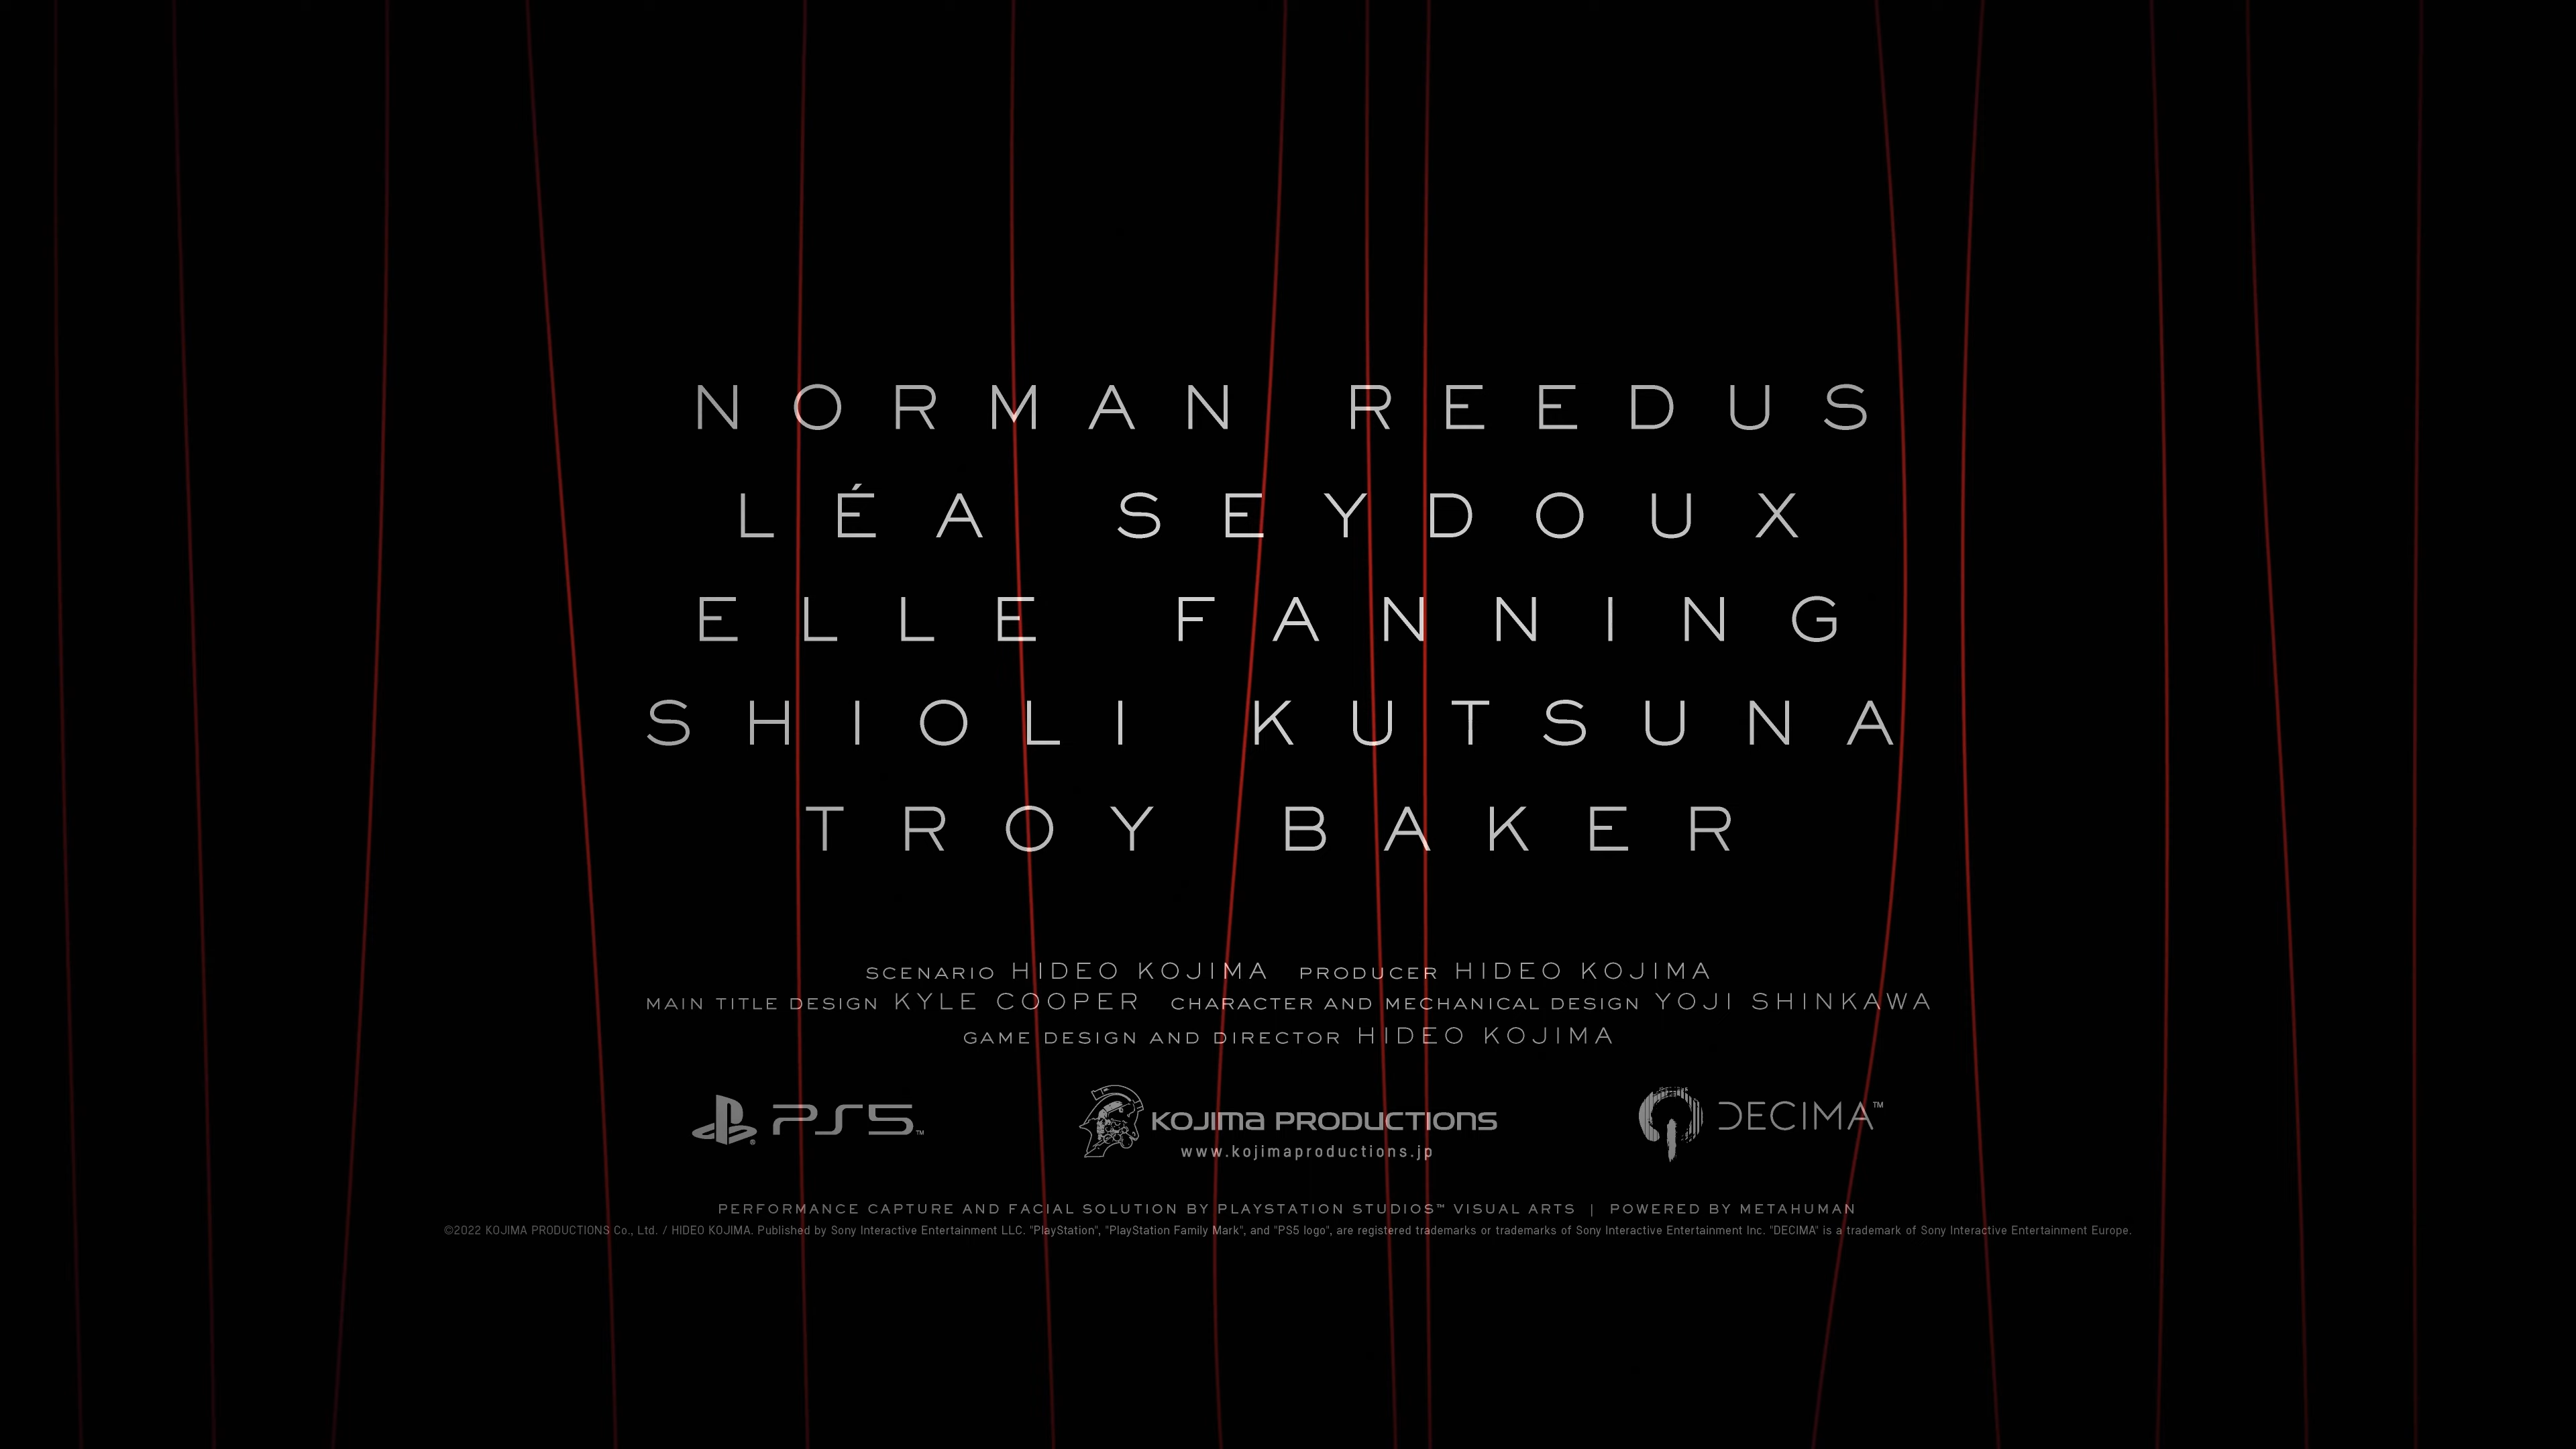 NORMAN REEDUS
LÉA SEYDOUX
ELLE FANNING
SHIOLI KUTSUNA
TROY BAKER
SCENARIO HIDEO KOJIMA PRODUCER HIDEO KOJIMA
MAIN TITLE DESIGN KYLE COOPER CHARACTER AND MECHANICAL DESIGN YOJI SHINKAWA
GAME DESIGN AND DIRECTOR HIDEO KOJIMA
PS5™ KOJIMA PRODUCTIONS DECIMA™
www.kojimaproductions.jp
PERFORMANCE CAPTURE AND FACIAL SOLUTION BY PLAYSTATION STUDIOS™ VISUAL ARTS | POWERED BY METAHUMAN
©2022 KOJIMA PRODUCTIONS Co., Ltd. / HIDEO KOJIMA. Published by Sony Interactive Entertainment LLC. "PlayStation", "PlayStation Family Mark", and "PS5 logo", are registered trademarks or trademarks of Sony Interactive Entertainment Inc. "DECIMA" is a trademark of Sony Interactive Entertainment Europe.